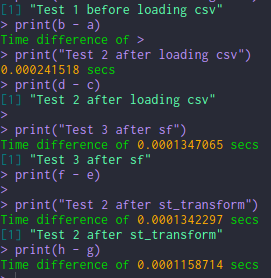 [1] "Test 1 before loading csv"
> print(b - a)
Time difference of >
> print("Test 2 after loading csv")
0.000241518 secs
> print(d - c)
[1] "Test 2 after loading csv"
>
> print("Test 3 after sf")
Time difference of 0.0001347065 secs
[1] "Test 3 after sf"
> print(f - e)
>
> print("Test 2 after st_transform")
Time difference of 0.0001342297 secs
[1] "Test 2 after st_transform"
> print(h - g)
Time difference of 0.0001158714 secs